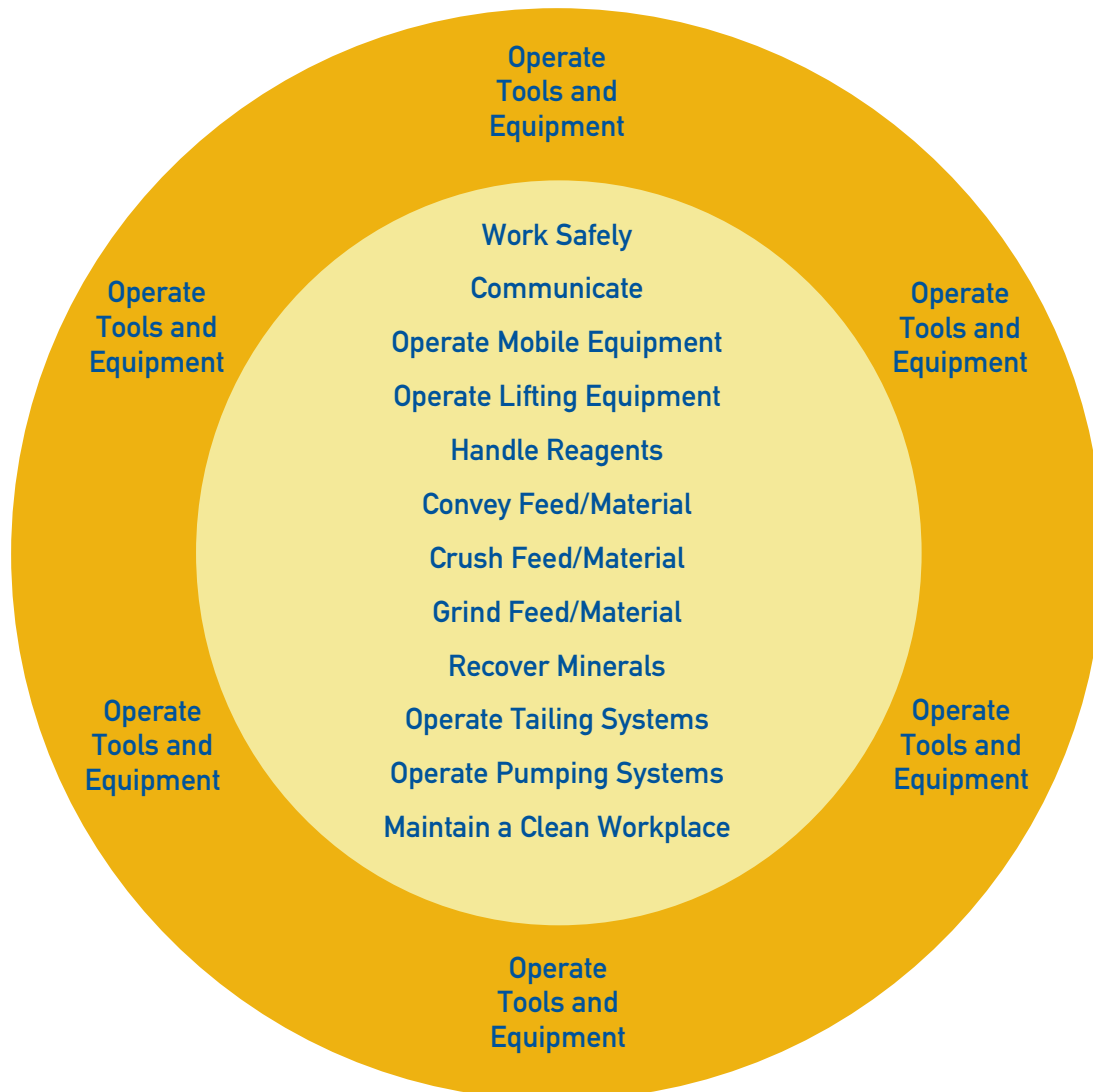 Operate
Tools and
Equipment
Work Safely
Communicate
Operate
Tools and
Equipment
Operate
Tools and
Equipment
Operate Mobile Equipment
Operate Lifting Equipment
Handle Reagents
Convey Feed/Material
Crush Feed/Material
Grind Feed/Material
Recover Minerals
Operate
Tools and
Equipment
Operate
Tools and
Equipment
Operate Tailing Systems
Operate Pumping Systems
Maintain a Clean Workplace
Operate
Tools and
Equipment